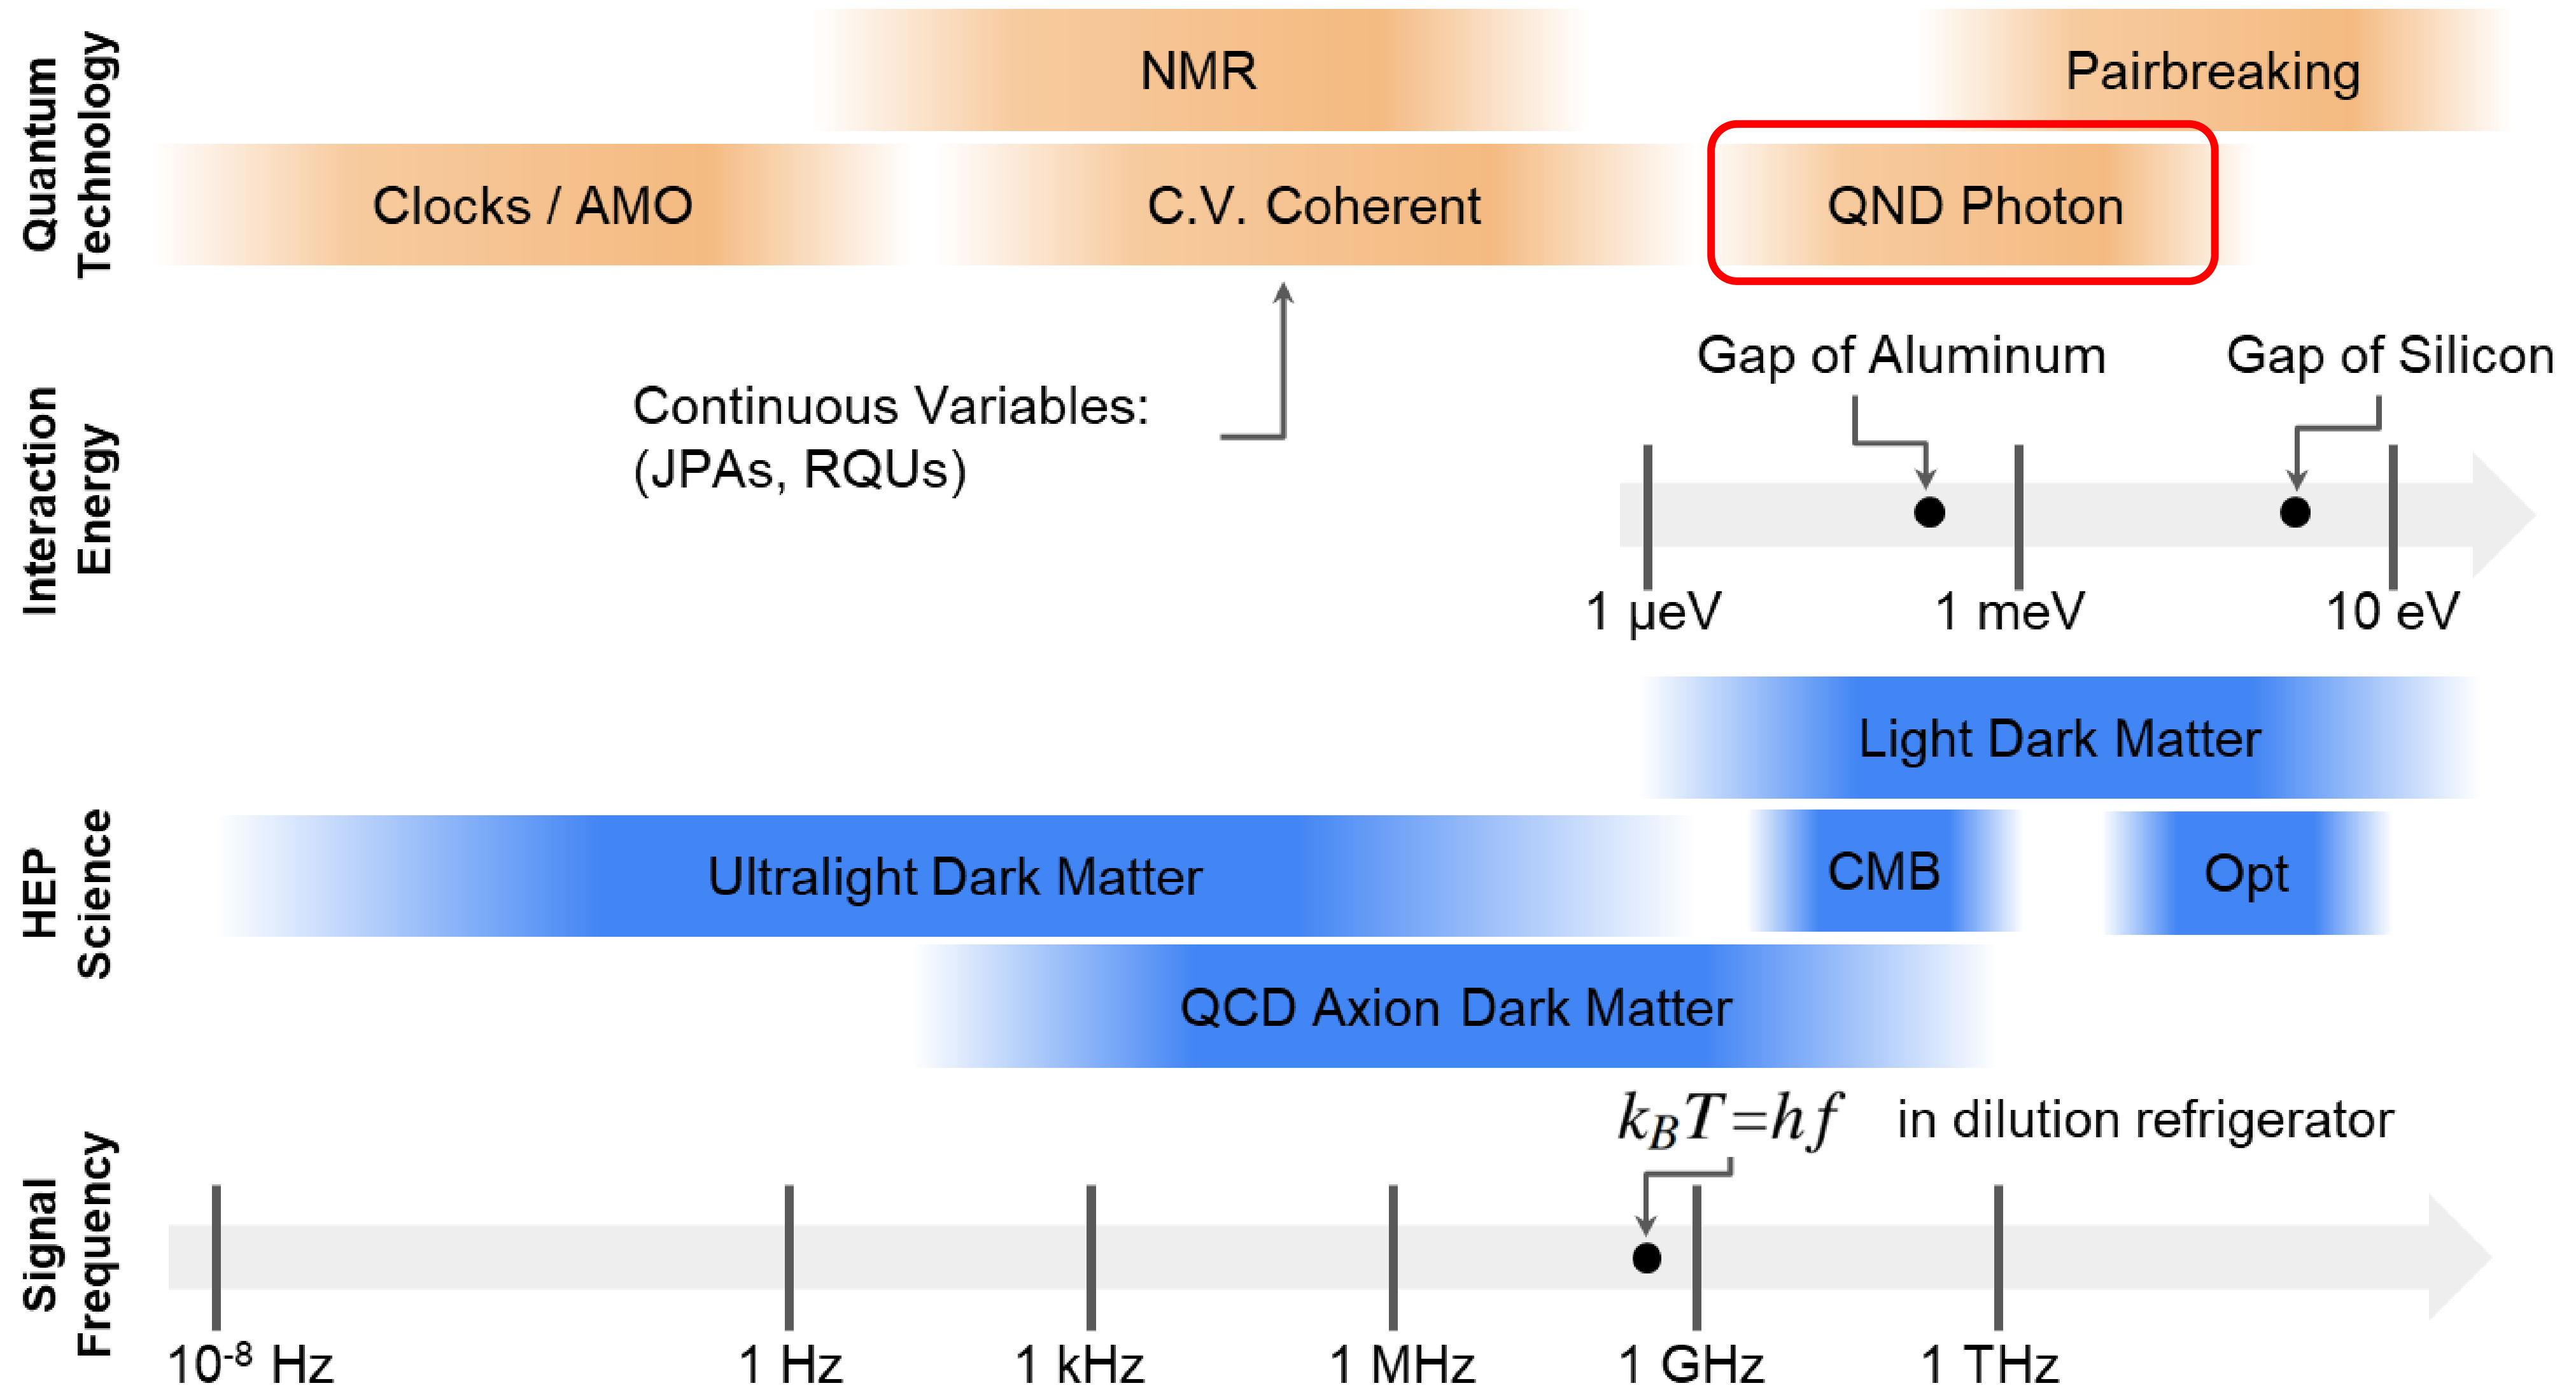 Quantum
Technology
NMR
Pairbreaking
Clocks / AMO
C.V. Coherent
QND Photon
Interaction
Energy
Continuous Variables:
(JPAs, RQUs)
Gap of Aluminum
Gap of Silicon
1 µeV
1 meV
10 eV
HEP
Science
Light Dark Matter
Ultralight Dark Matter
CMB
Opt
QCD Axion Dark Matter
Signal
Frequency
k_BT=hf in dilution refrigerator
10⁻⁸ Hz
1 Hz
1 kHz
1 MHz
1 GHz
1 THz